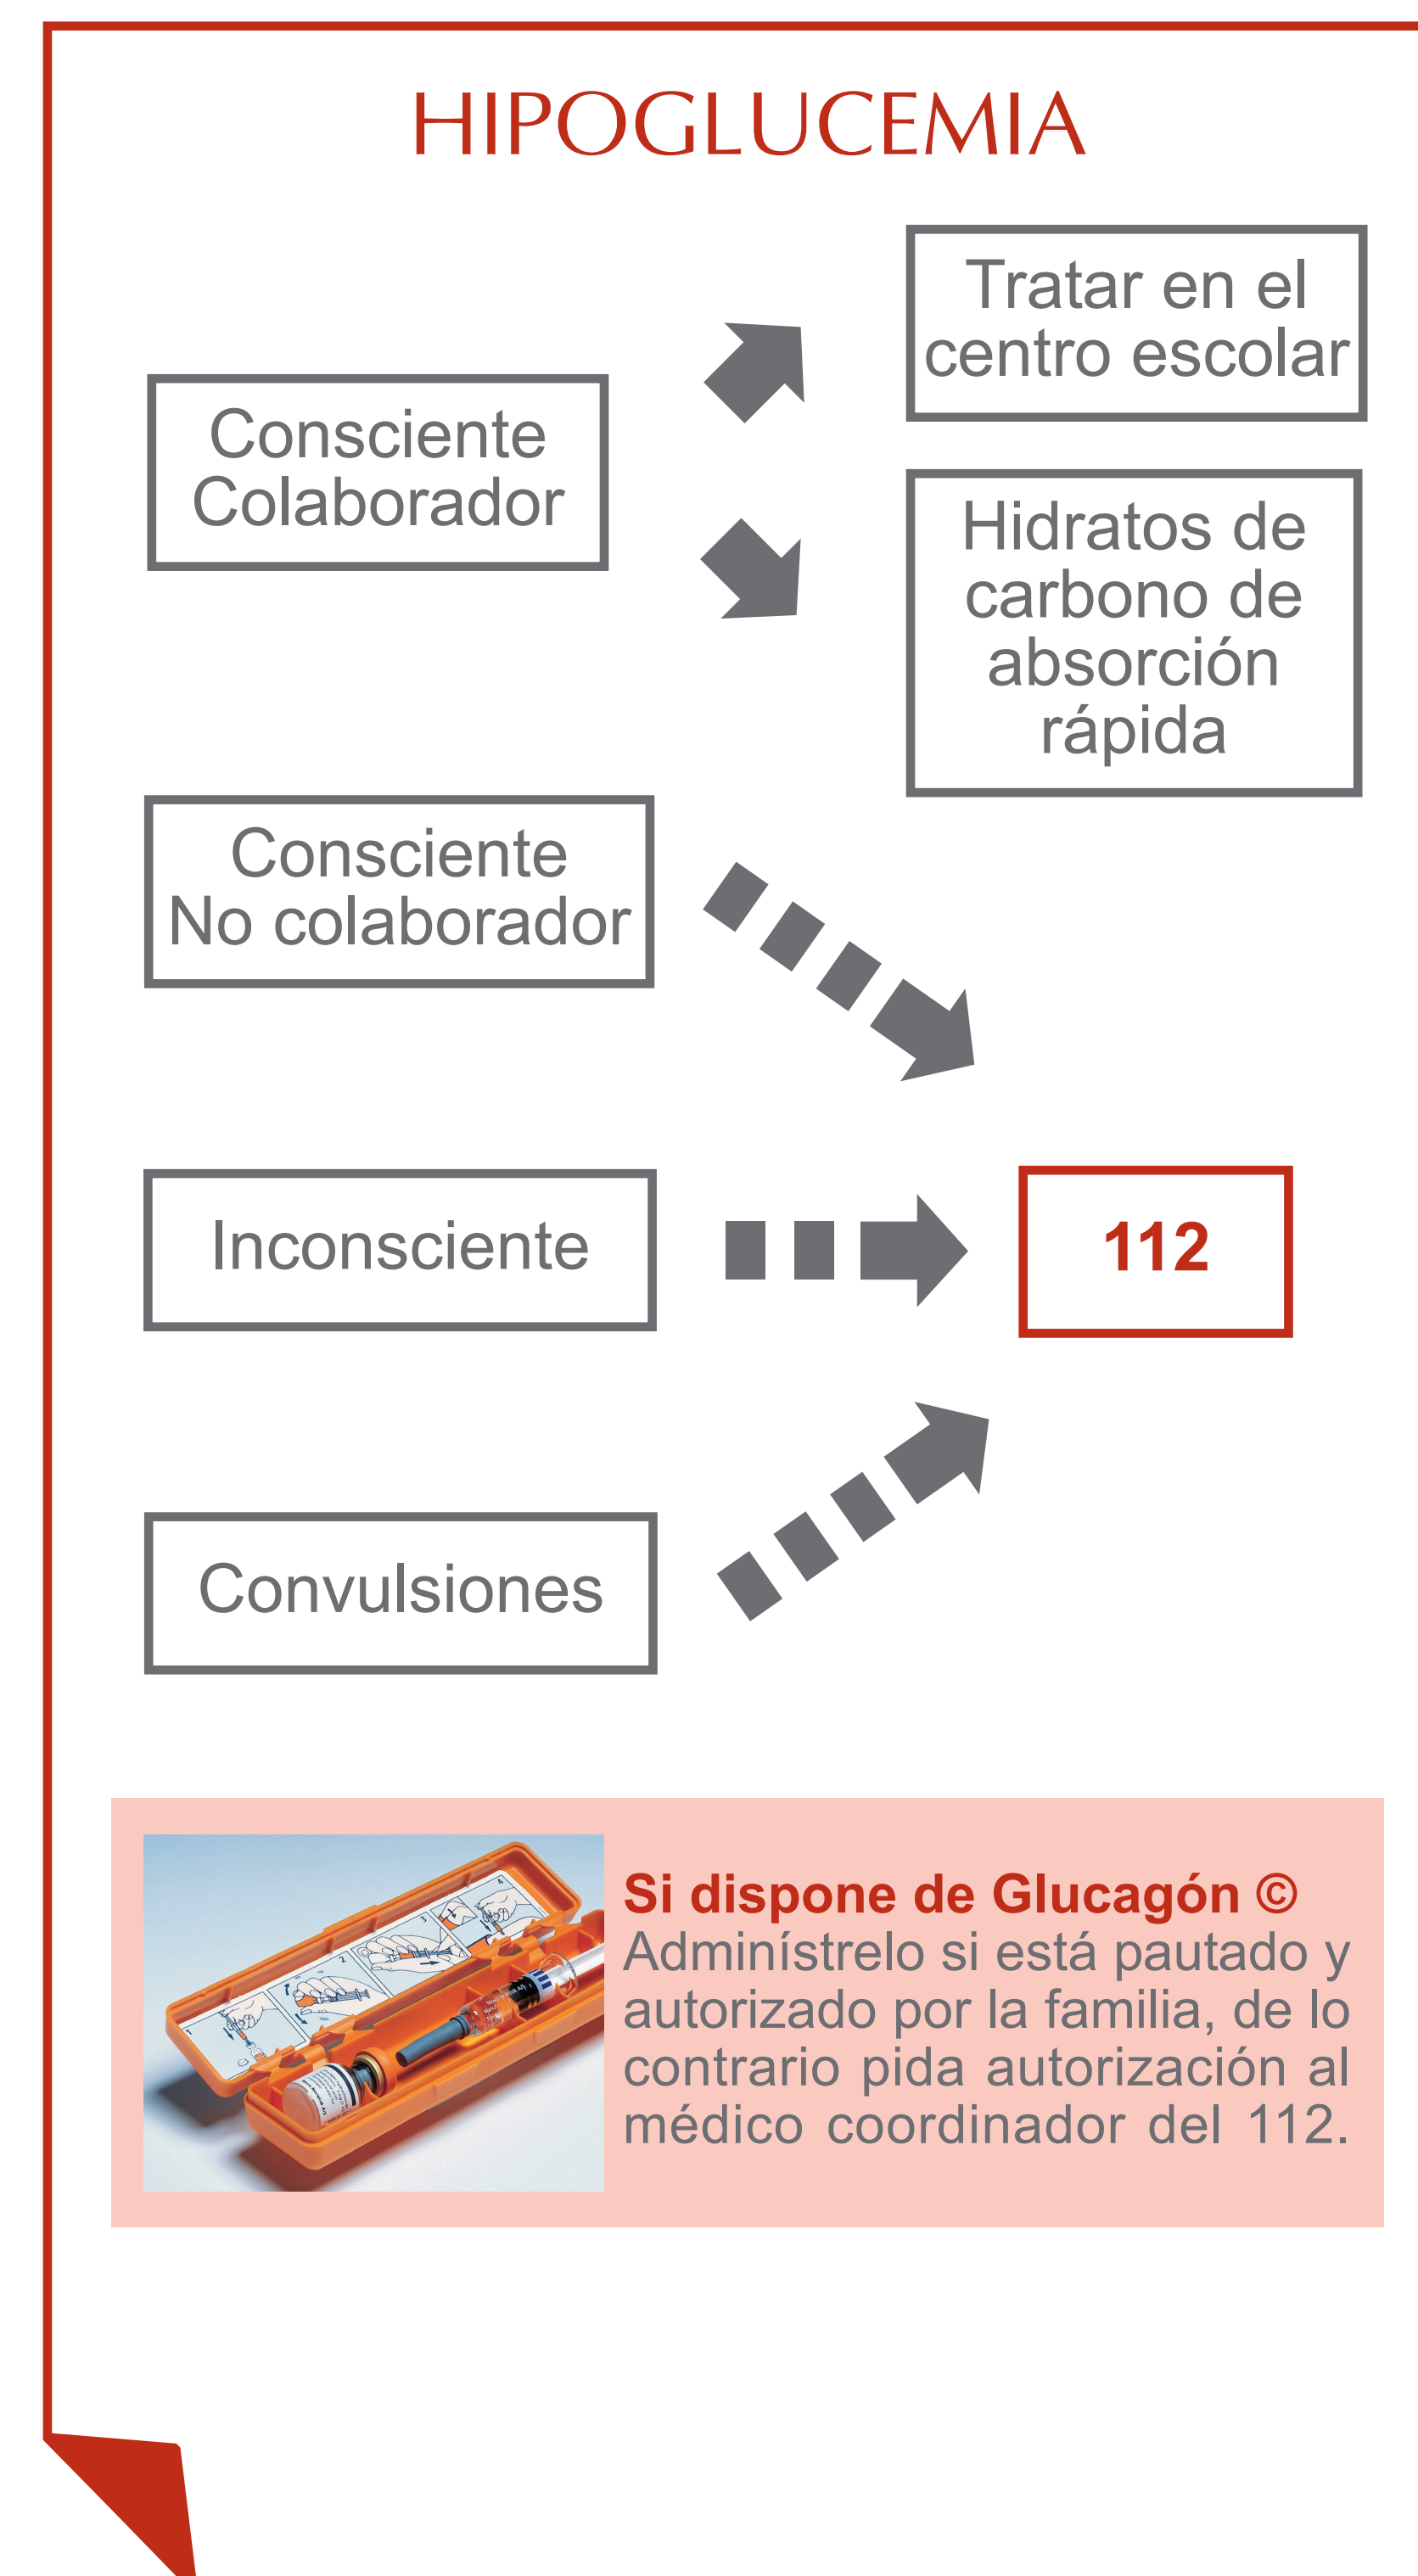 HIPOGLUCEMIA
Tratar en el
centro escolar
Consciente
Colaborador
Hidratos de
carbono de
absorción
rápida
Consciente
No colaborador
Inconsciente
112
Convulsiones
Si dispone de Glucagón ©
Adminístrelo si está pautado y
autorizado por la familia, de lo
contrario pida autorización al
médico coordinador del 112.